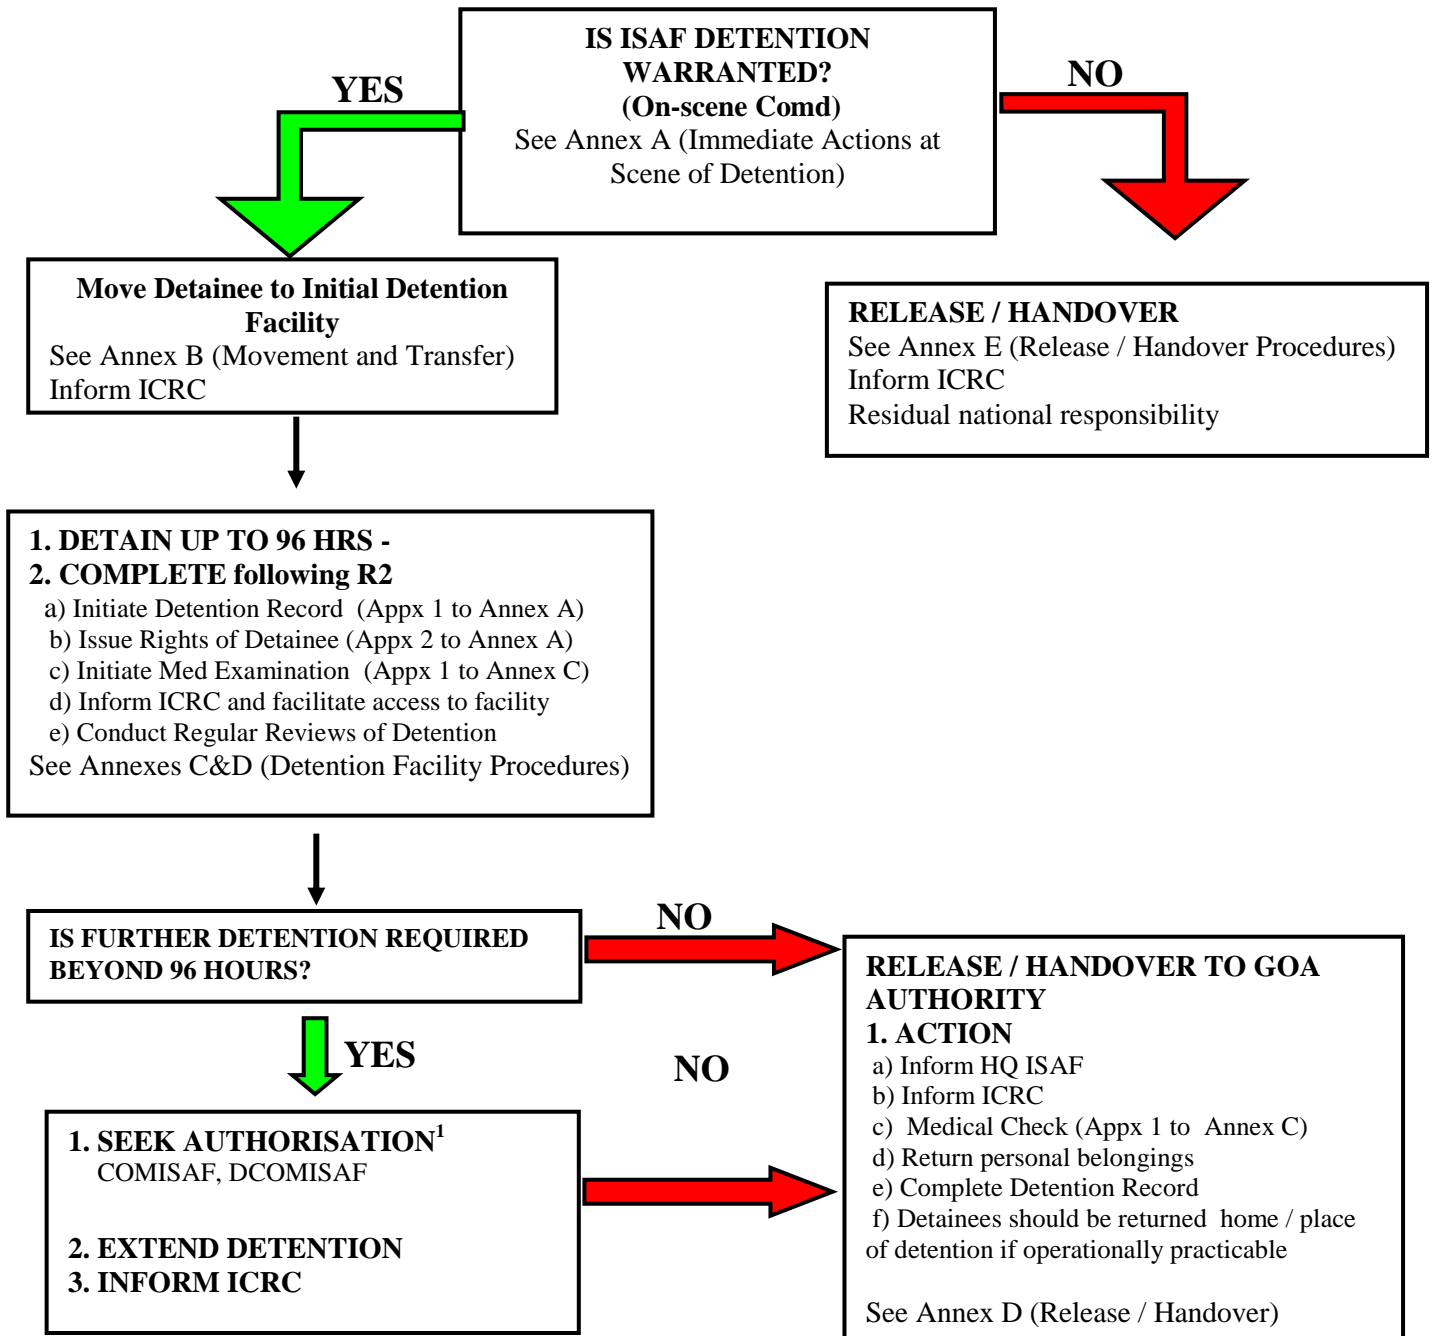 IS ISAF DETENTION
WARRANTED?
(On-scene Comd)
See Annex A (Immediate Actions at
Scene of Detention)
YES
NO
Move Detainee to Initial Detention
Facility
See Annex B (Movement and Transfer)
Inform ICRC
RELEASE / HANDOVER
See Annex E (Release / Handover Procedures)
Inform ICRC
Residual national responsibility
1. DETAIN UP TO 96 HRS -
2. COMPLETE following R2
a) Initiate Detention Record (Appx 1 to Annex A)
b) Issue Rights of Detainee (Appx 2 to Annex A)
c) Initiate Med Examination (Appx 1 to Annex C)
d) Inform ICRC and facilitate access to facility
e) Conduct Regular Reviews of Detention
See Annexes C&D (Detention Facility Procedures)
IS FURTHER DETENTION REQUIRED
BEYOND 96 HOURS?
NO
YES
NO
1. SEEK AUTHORISATION¹
COMISAF, DCOMISAF
2. EXTEND DETENTION
3. INFORM ICRC
RELEASE / HANDOVER TO GOA
AUTHORITY
1. ACTION
a) Inform HQ ISAF
b) Inform ICRC
c) Medical Check (Appx 1 to Annex C)
d) Return personal belongings
e) Complete Detention Record
f) Detainees should be returned home / place
of detention if operationally practicable
See Annex D (Release / Handover)